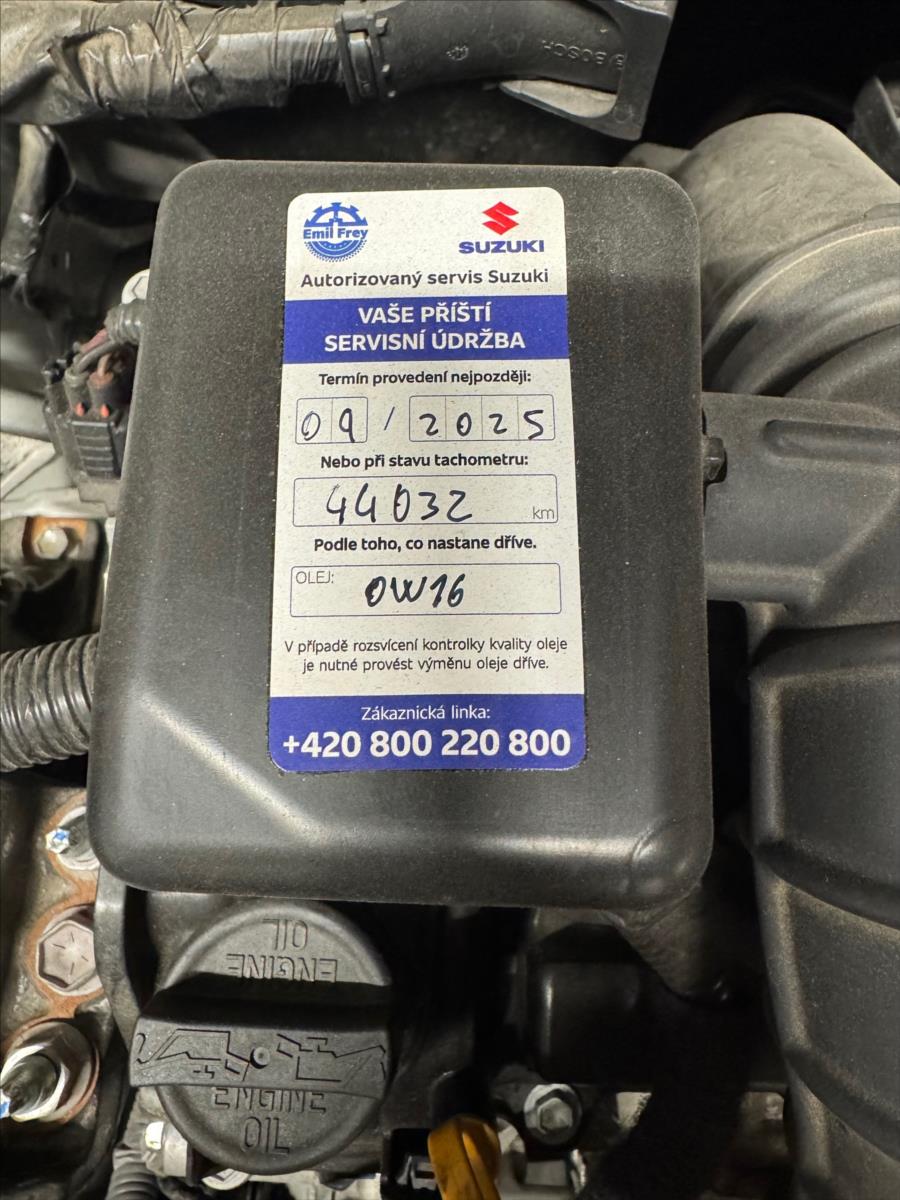 BOSCH
Emil Frey
SUZUKI
Autorizovaný servis Suzuki
VAŠE PŘÍŠTÍ
SERVISNÍ ÚDRŽBA
Termín provedení nejpozději:
09 / 2025
Nebo při stavu tachometru:
44032 km
Podle toho, co nastane dříve.
OLEJ: 0W16
V případě rozsvícení kontrolky kvality oleje
je nutné provést výměnu oleje dříve.
Zákaznická linka:
+420 800 220 800
ENGINE
OIL
ENGINE
OIL